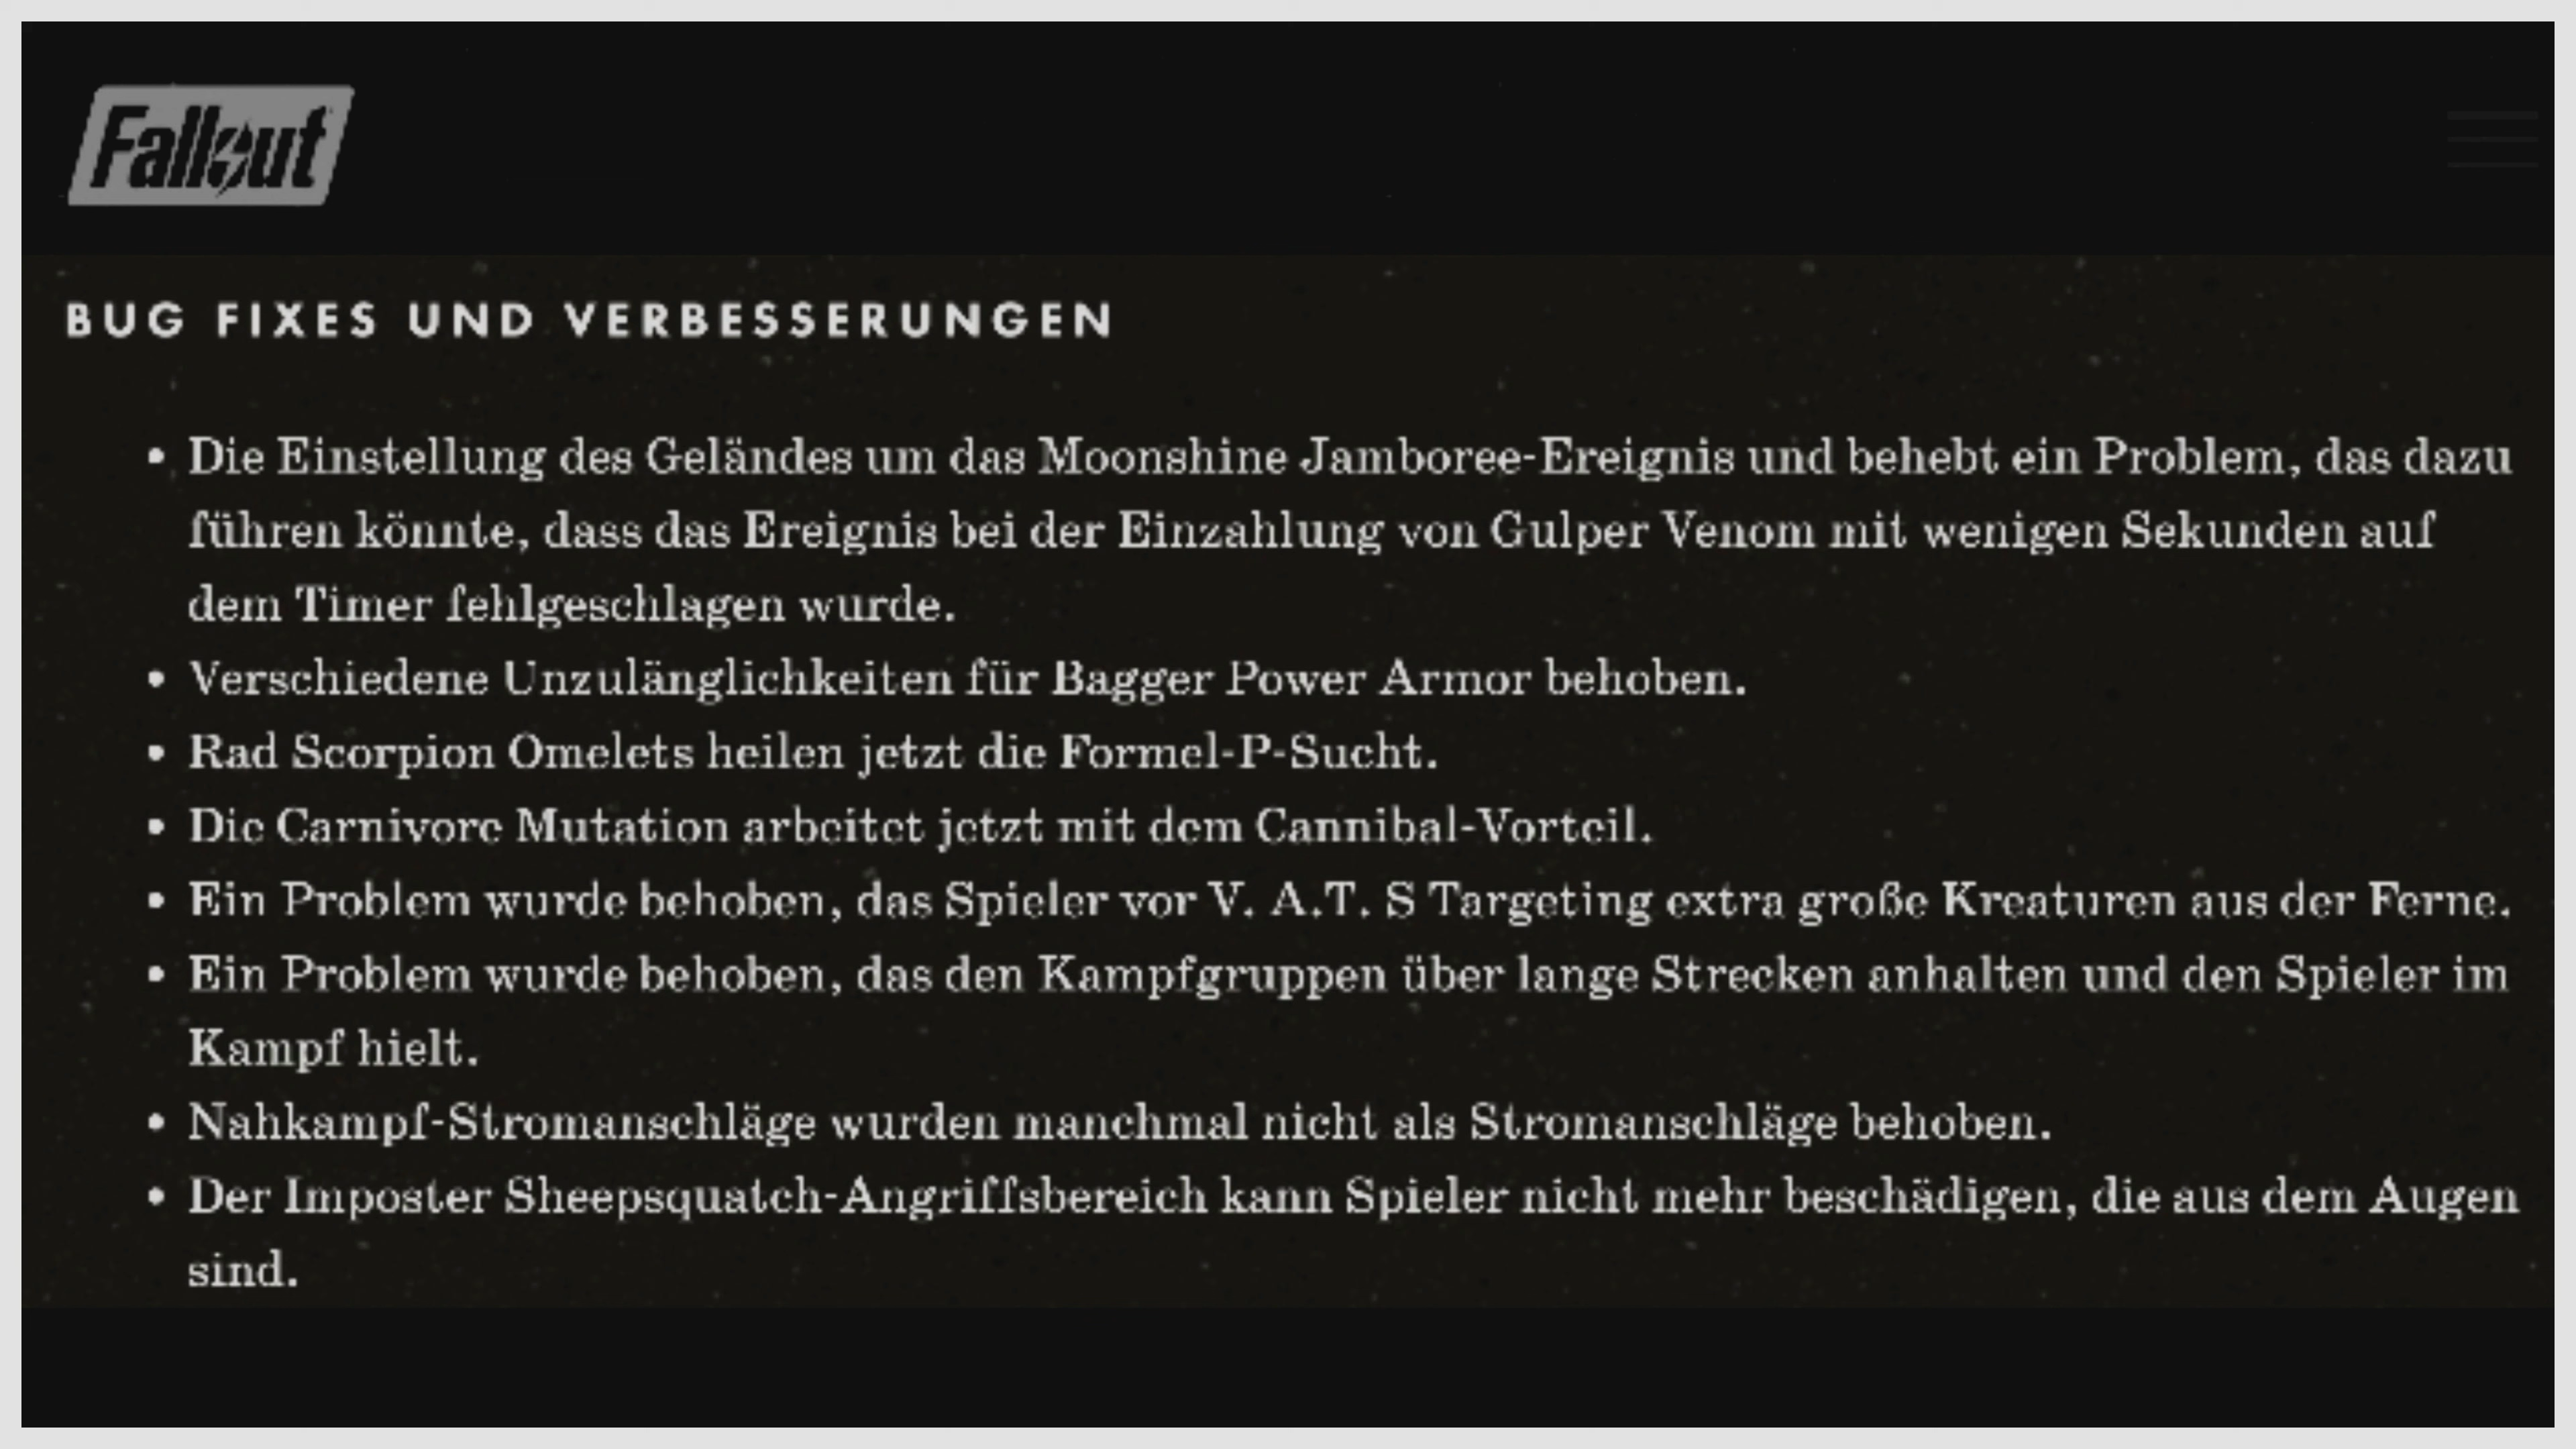 Fallout
BUG FIXES UND VERBESSERUNGEN
• Die Einstellung des Geländes um das Moonshine Jamboree-Ereignis und behebt ein Problem, das dazu
führen könnte, dass das Ereignis bei der Einzahlung von Gulper Venom mit wenigen Sekunden auf
dem Timer fehlgeschlagen wurde.
• Verschiedene Unzulänglichkeiten für Bagger Power Armor behoben.
• Rad Scorpion Omelets heilen jetzt die Formel-P-Sucht.
• Die Carnivore Mutation arbeitet jetzt mit dem Cannibal-Vorteil.
• Ein Problem wurde behoben, das Spieler vor V. A.T. S Targeting extra große Kreaturen aus der Ferne.
• Ein Problem wurde behoben, das den Kampfgruppen über lange Strecken anhalten und den Spieler im
Kampf hielt.
• Nahkampf-Stromanschläge wurden manchmal nicht als Stromanschläge behoben.
• Der Imposter Sheepsquatch-Angriffsbereich kann Spieler nicht mehr beschädigen, die aus dem Augen
sind.